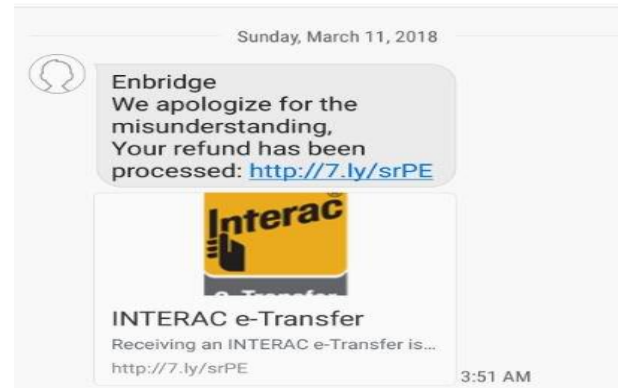 Sunday, March 11, 2018
Enbridge
We apologize for the
misunderstanding,
Your refund has been
processed: http://7.ly/srPE
Interac
e-Transfer
INTERAC e-Transfer
Receiving an INTERAC e-Transfer is...
http://7.ly/srPE
3:51 AM